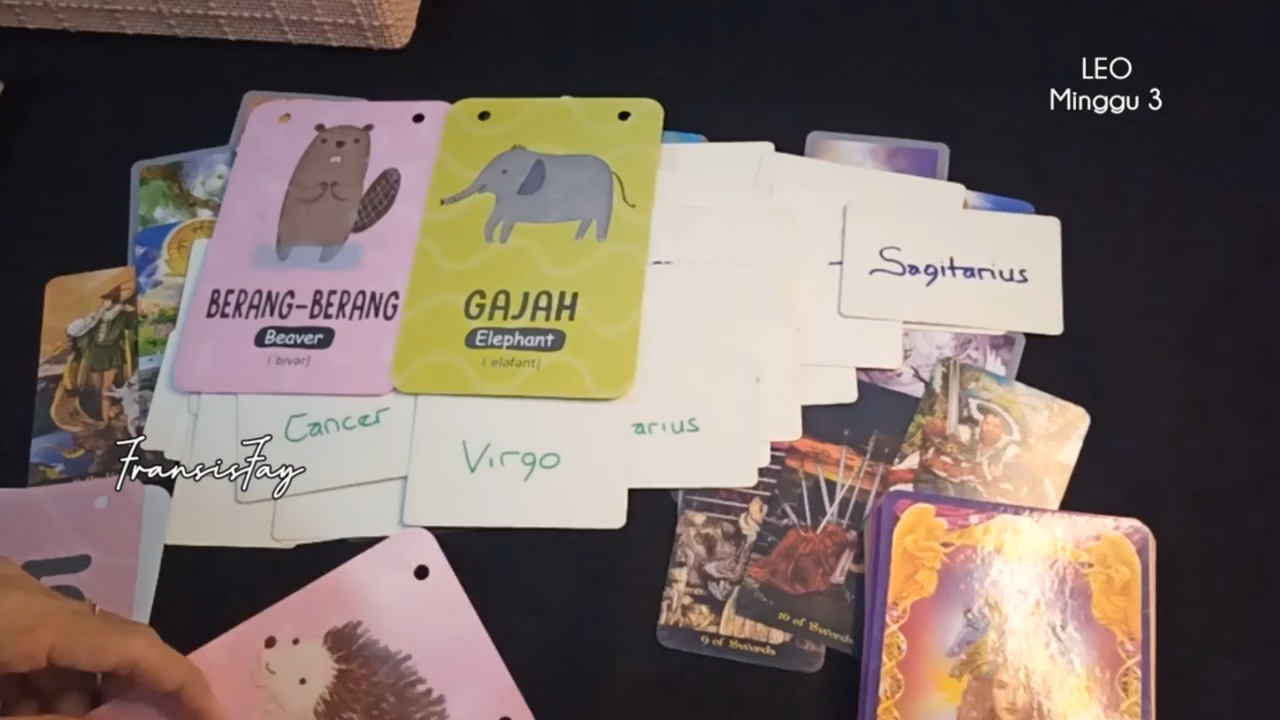 LEO
Minggu 3
BERANG-BERANG
Beaver
GAJAH
Elephant
Sagitarius
Cancer
Virgo
arius
FransisFay
9 of Swords
10 of Swords